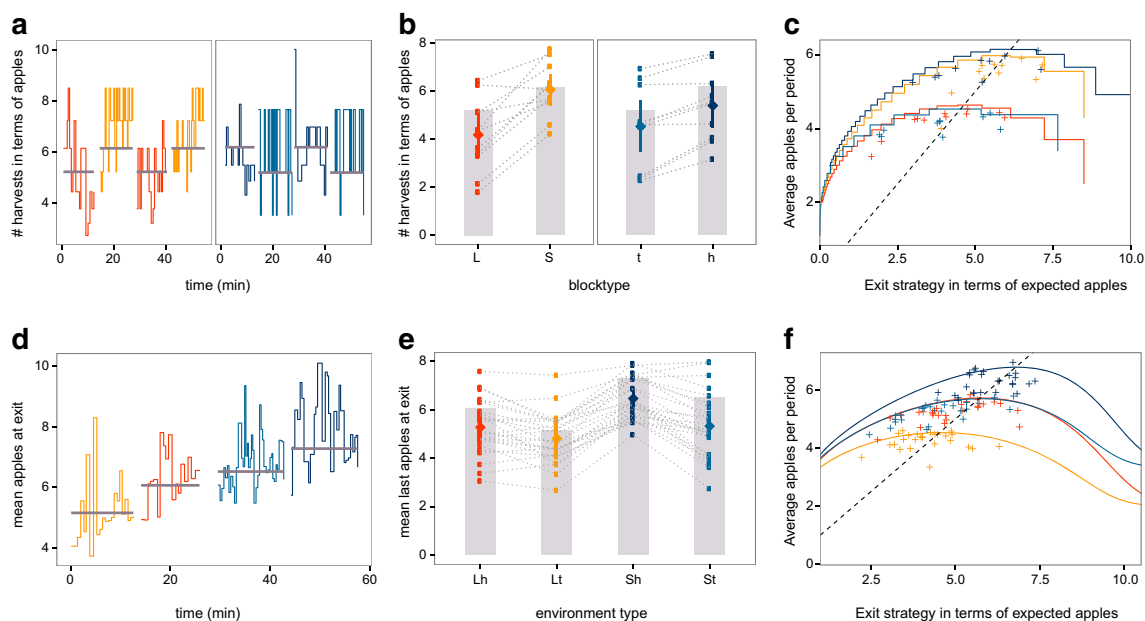 a
# harvests in terms of apples
10
8
6
4
0 20 40
0 20 40
time (min)
b
# harvests in terms of apples
8
6
4
2
0
L S t h
blocktype
c
Average apples per period
6
4
2
0.0 2.5 5.0 7.5 10.0
Exit strategy in terms of expected apples
d
mean apples at exit
10
8
6
4
0 20 40 60
time (min)
e
mean last apples at exit
8
6
4
2
0
Lh Lt Sh St
environment type
f
Average apples per period
6
4
2
0
2.5 5.0 7.5 10.0
Exit strategy in terms of expected apples